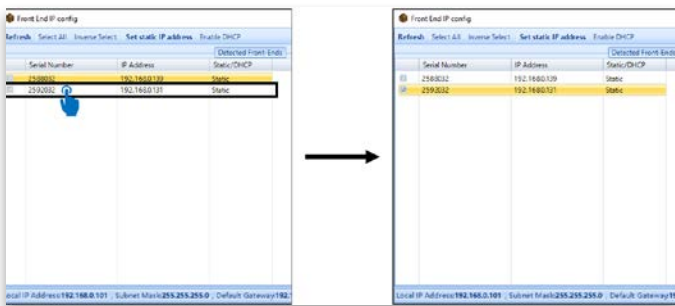 Front End IP config
Refresh Select All Inverse Select Set static IP address Enable DHCP
Detected Front-Ends
Serial Number IP Address Static/DHCP
2588032 192.168.0.139 Static
2592032 192.168.0.131 Static
ocal IP Address:192.168.0.101 , Subnet Mask:255.255.255.0 , Default Gateway:192.
Front End IP config
Refresh Select All Inverse Select Set static IP address Enable DHCP
Detected Front-Ends
Serial Number IP Address Static/DHCP
2588032 192.168.0.139 Static
2592032 192.168.0.131 Static
Local IP Address:192.168.0.101 , Subnet Mask:255.255.255.0 , Default Gateway:19